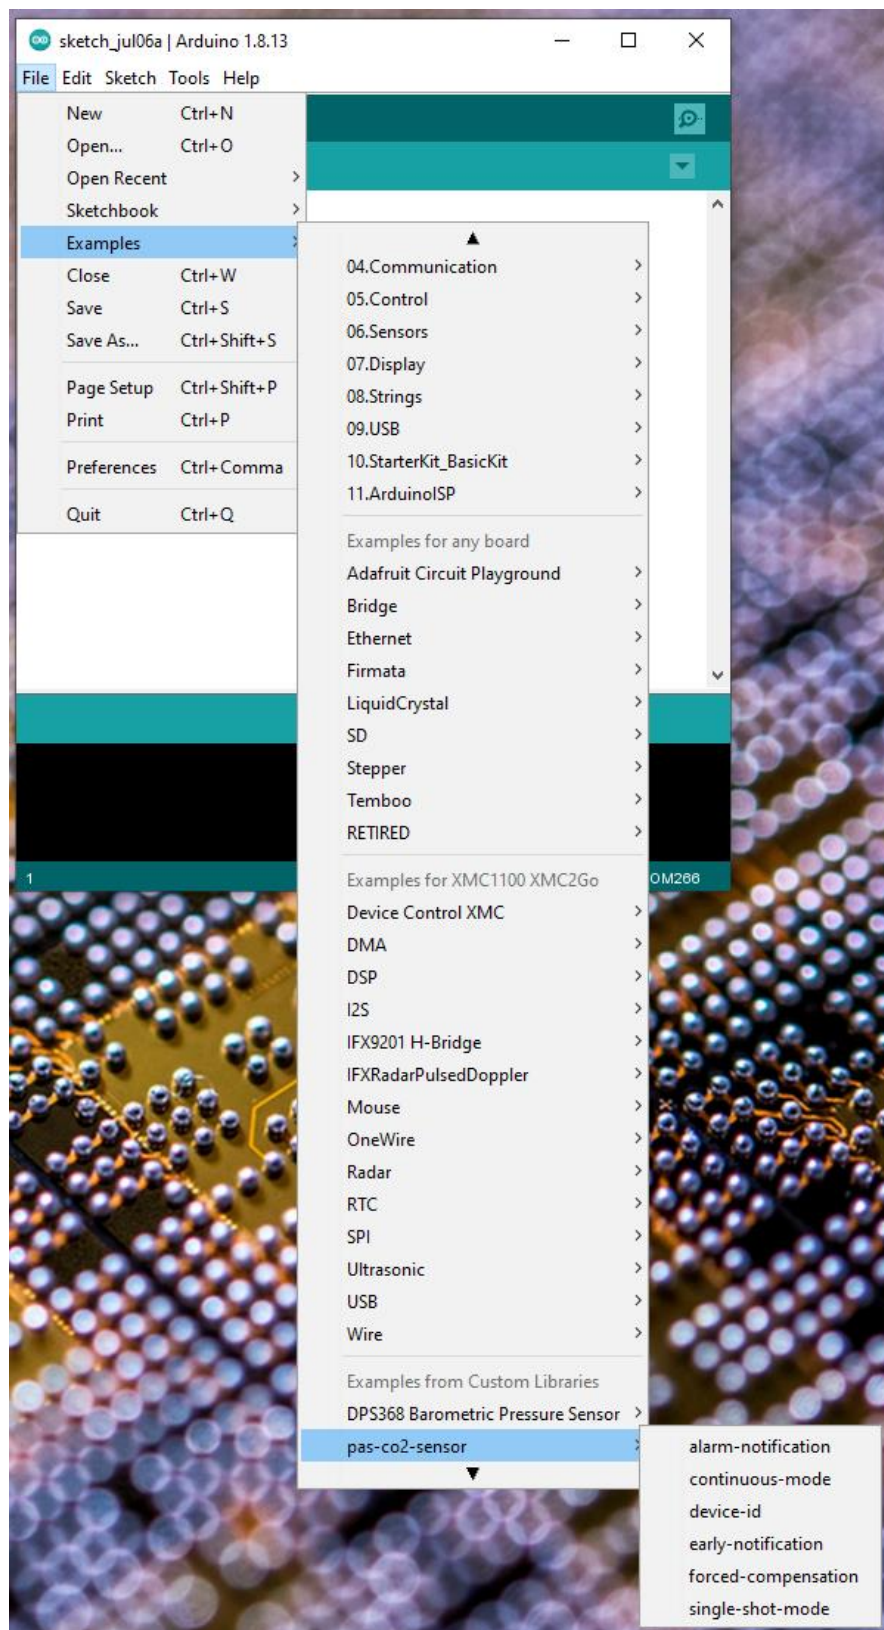 sketch_jul06a | Arduino 1.8.13
File Edit Sketch Tools Help
New Ctrl+N
Open... Ctrl+O
Open Recent
Sketchbook
Examples
Close Ctrl+W
Save Ctrl+S
Save As... Ctrl+Shift+S
Page Setup Ctrl+Shift+P
Print Ctrl+P
Preferences Ctrl+Comma
Quit Ctrl+Q
04.Communication
05.Control
06.Sensors
07.Display
08.Strings
09.USB
10.StarterKit_BasicKit
11.ArduinoISP
Examples for any board
Adafruit Circuit Playground
Bridge
Ethernet
Firmata
LiquidCrystal
SD
Stepper
Temboo
RETIRED
1
OM266
Examples for XMC1100 XMC2Go
Device Control XMC
DMA
DSP
I2S
IFX9201 H-Bridge
IFXRadarPulsedDoppler
Mouse
OneWire
Radar
RTC
SPI
Ultrasonic
USB
Wire
Examples from Custom Libraries
DPS368 Barometric Pressure Sensor
pas-co2-sensor
alarm-notification
continuous-mode
device-id
early-notification
forced-compensation
single-shot-mode